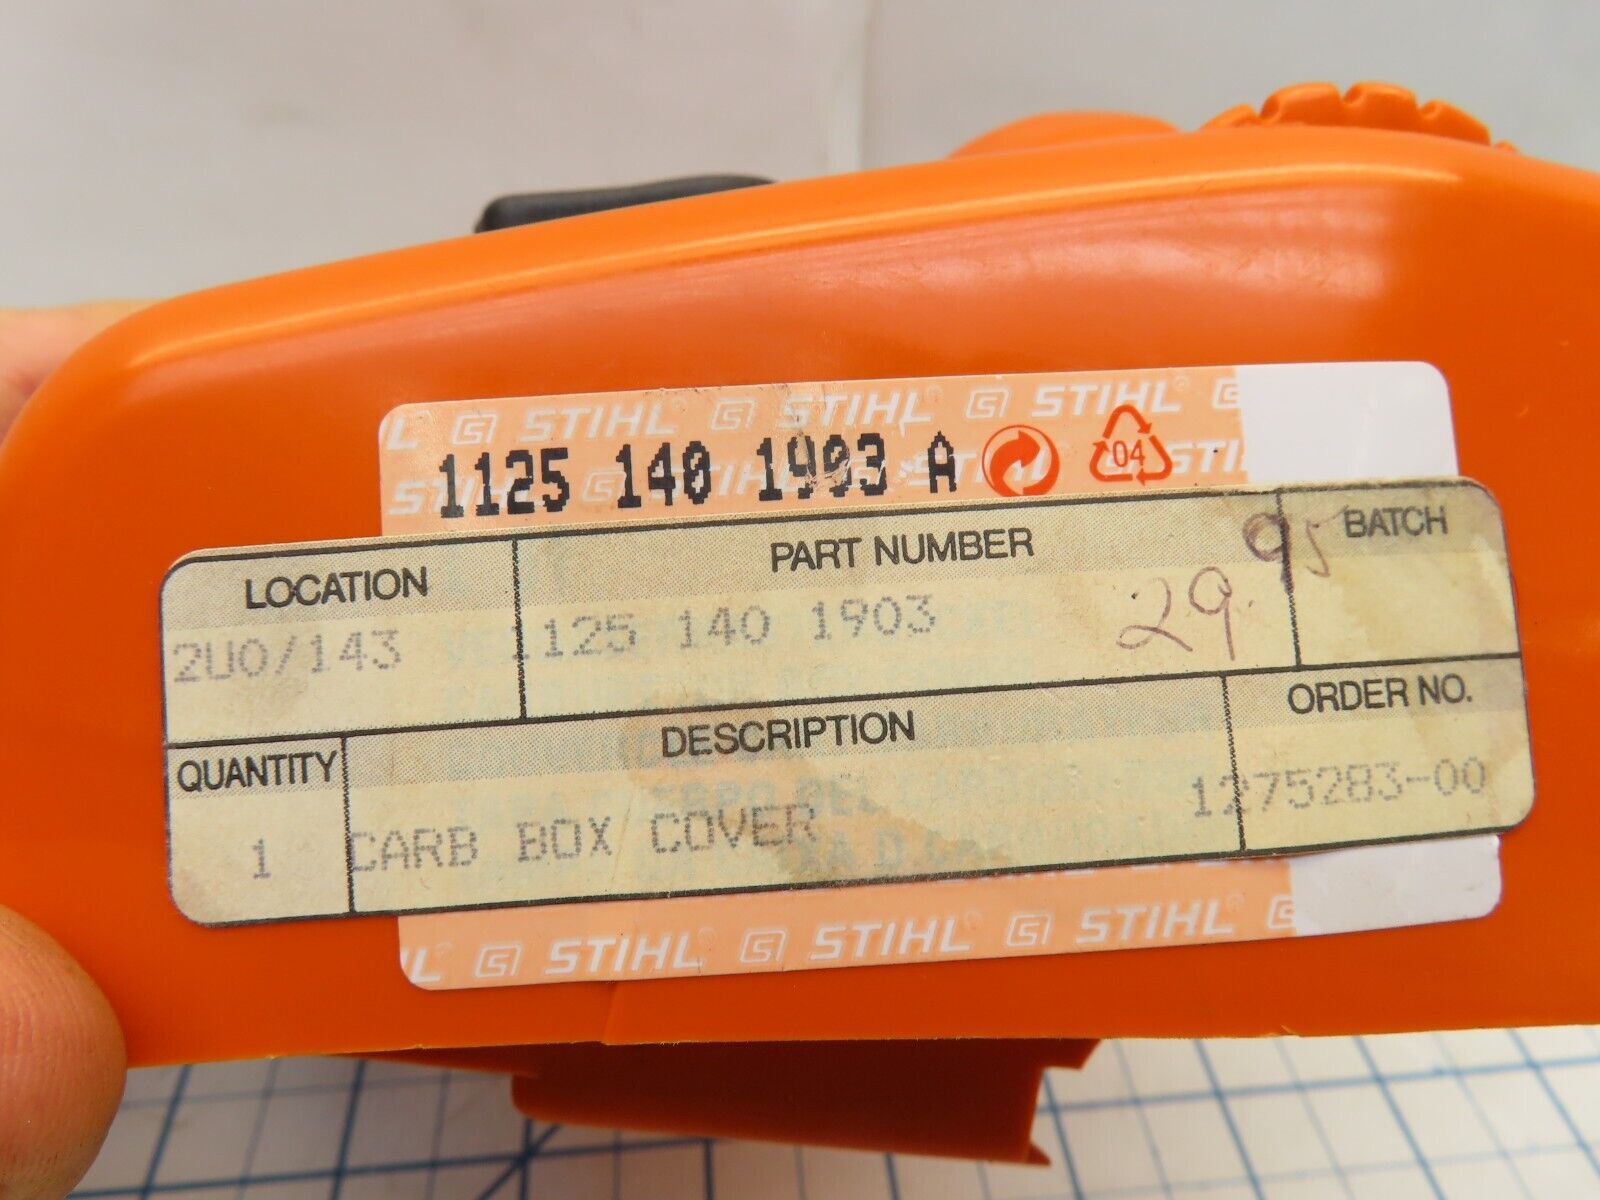 L STIHL STIHL STIHL
1125 140 1903 A 04
LOCATION PART NUMBER BATCH
2U0/143 1125 140 1903 29.95
QUANTITY DESCRIPTION ORDER NO.
1 CARB BOX COVER 1275283-00
L STIHL STIHL STIHL